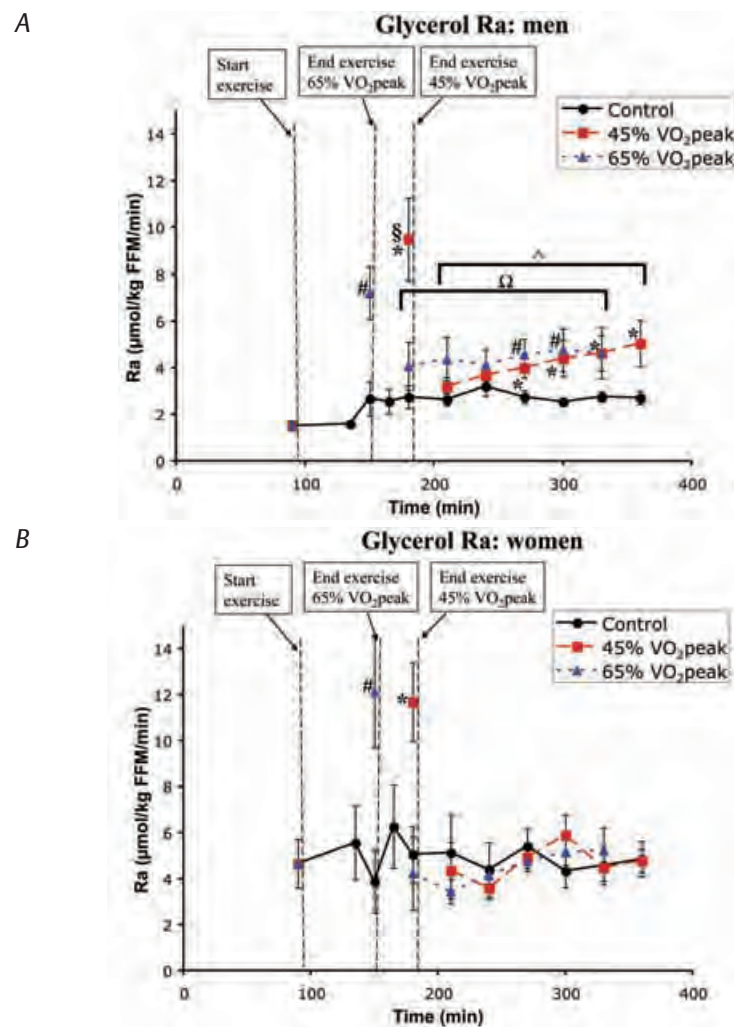 A
Glycerol Ra: men
Start
exercise
End exercise
65% VO₂peak
End exercise
45% VO₂peak
Control
45% VO₂peak
65% VO₂peak
Ra (µmol/kg FFM/min)
14
12
10
8
6
4
2
0
§
*
#
^
Ω
# #
* * * *
0 100 200 300 400
Time (min)
B
Glycerol Ra: women
Start
exercise
End exercise
65% VO₂peak
End exercise
45% VO₂peak
Control
45% VO₂peak
65% VO₂peak
Ra (µmol/kg FFM/min)
14
12
10
8
6
4
2
0
#
*
0 100 200 300 400
Time (min)